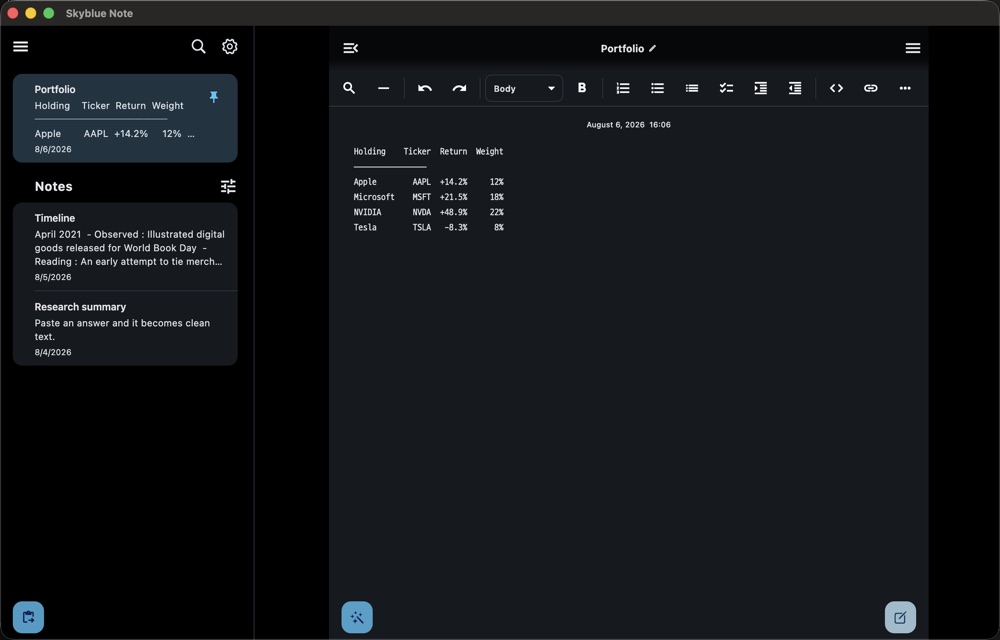 Skyblue Note
Portfolio
Holding Ticker Return Weight
Apple AAPL +14.2% 12% ...
8/6/2026
Notes
Timeline
April 2021 - Observed : Illustrated digital
goods released for World Book Day -
Reading : An early attempt to tie merch...
8/5/2026
Research summary
Paste an answer and it becomes clean
text.
8/4/2026
Portfolio
Body
B
August 6, 2026 16:06
Holding Ticker Return Weight
Apple AAPL +14.2% 12%
Microsoft MSFT +21.5% 18%
NVIDIA NVDA +48.9% 22%
Tesla TSLA -8.3% 8%